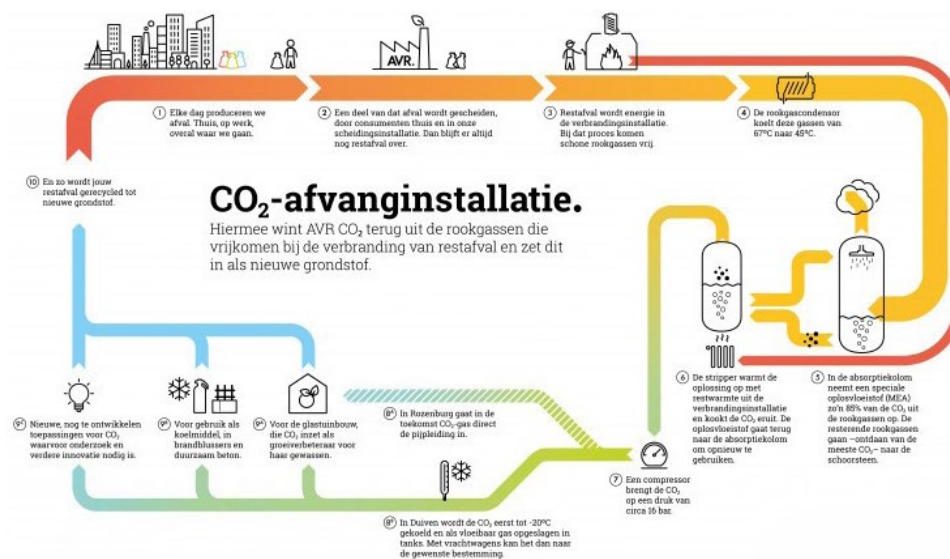 AVR.
① Elke dag produceren we
afval. Thuis, op werk,
overal waar we gaan.
② Een deel van dat afval wordt gescheiden,
door consumenten thuis en in onze
scheidingsinstallatie. Dan blijft er altijd
nog restafval over.
③ Restafval wordt energie in
de verbrandingsinstallatie.
Bij dat proces komen
schone rookgassen vrij.
④ De rookgascondensor
koelt deze gassen van
67°C naar 45°C.
⑩ En zo wordt jouw
restafval gerecycled tot
nieuwe grondstof.
CO₂-afvanginstallatie.
Hiermee wint AVR CO₂ terug uit de rookgassen die
vrijkomen bij de verbranding van restafval en zet dit
in als nieuwe grondstof.
⑤ In de absorptiekolom
neemt een speciale
oplosvloeistof (MEA)
zo'n 85% van de CO₂ uit
de rookgassen op. De
resterende rookgassen
gaan –ontdaan van de
meeste CO₂– naar de
schoorsteen.
⑥ De stripper warmt de
oplossing op met
restwarmte uit de
verbrandingsinstallatie
en kookt de CO₂ eruit. De
oplosvloeistof gaat terug
naar de absorptiekolom
om opnieuw te
gebruiken.
⑦ Een compressor
brengt de CO₂
op een druk van
circa 16 bar.
8ᴬ In Rozenburg gaat in de
toekomst CO₂-gas direct
de pijpleiding in.
8ᴮ In Duiven wordt de CO₂ eerst tot -20°C
gekoeld en als vloeibaar gas opgeslagen in
tanks. Met vrachtwagens kan het dan naar
de gewenste bestemming.
Voor de glastuinbouw,
die CO₂ inzet als
groeiverbeteraar voor
haar gewassen.
Voor gebruik als
koelmiddel, in
brandblussers en
duurzaam beton.
Nieuwe, nog te ontwikkelen
toepassingen voor CO₂
waarvoor onderzoek en
verdere innovatie nodig is.